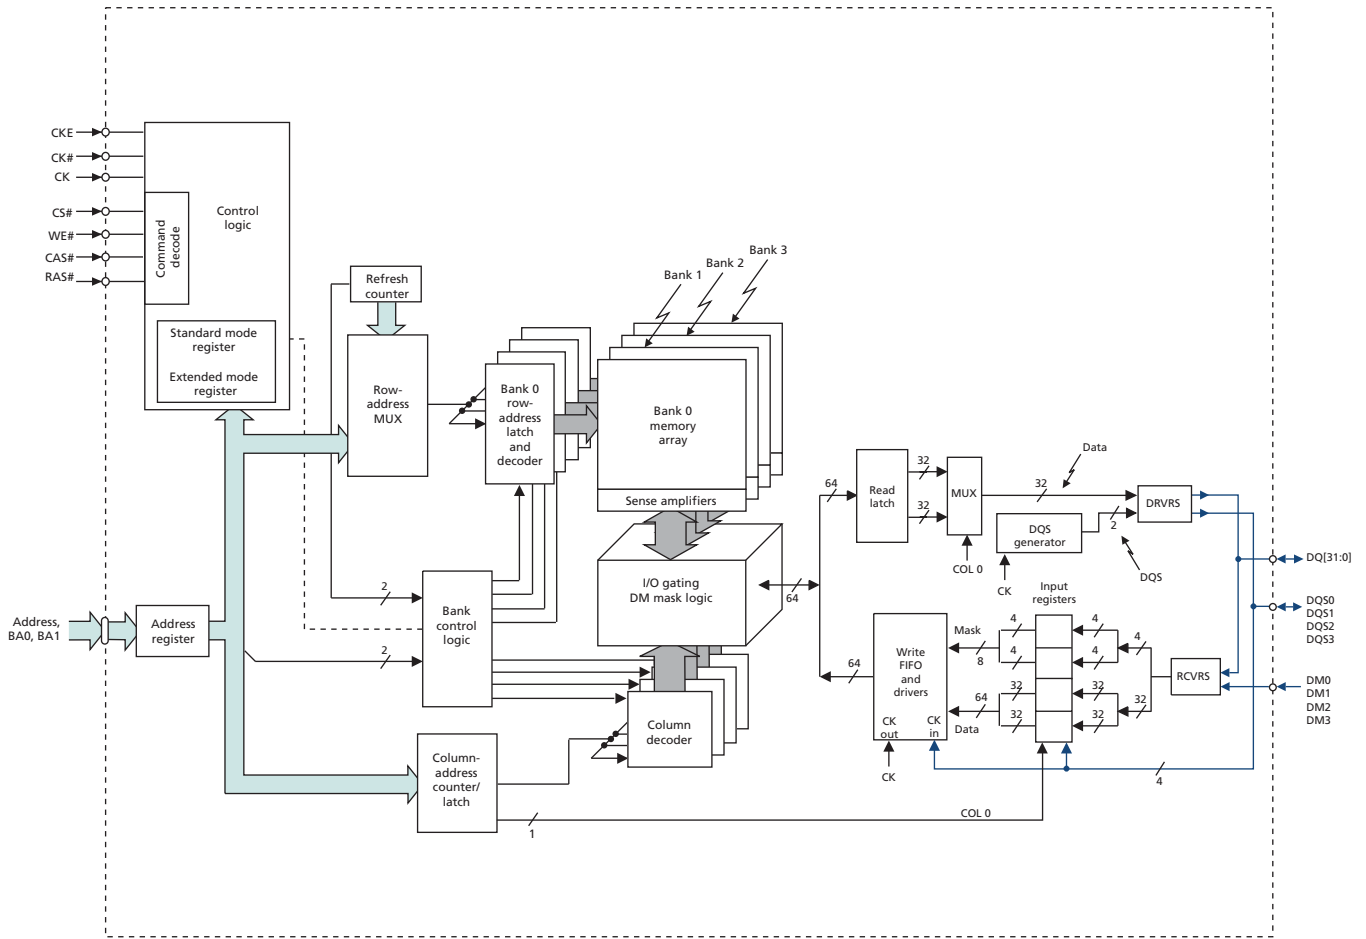 CKE
CK#
CK
CS#
WE#
CAS#
RAS#
Control
logic
Command
decode
Standard mode
register
Extended mode
register
Refresh
counter
Row-
address
MUX
Bank 0
row-
address
latch
and
decoder
Bank 1
Bank 2
Bank 3
Bank 0
memory
array
Sense amplifiers
I/O gating
DM mask logic
2
2
Bank
control
logic
Address,
BA0, BA1
Address
register
Column-
address
counter/
latch
Column
decoder
1
COL 0
64
64
64
Read
latch
32
32
MUX
COL 0
32
Data
DQS
generator
CK
2
DQS
DRVRS
DQ[31:0]
DQS0
DQS1
DQS2
DQS3
DM0
DM1
DM2
DM3
RCVRS
Input
registers
4
4
4
4
4
32
32
32
32
32
Mask
8
64
Data
Write
FIFO
and
drivers
CK
out
CK
in
CK
4